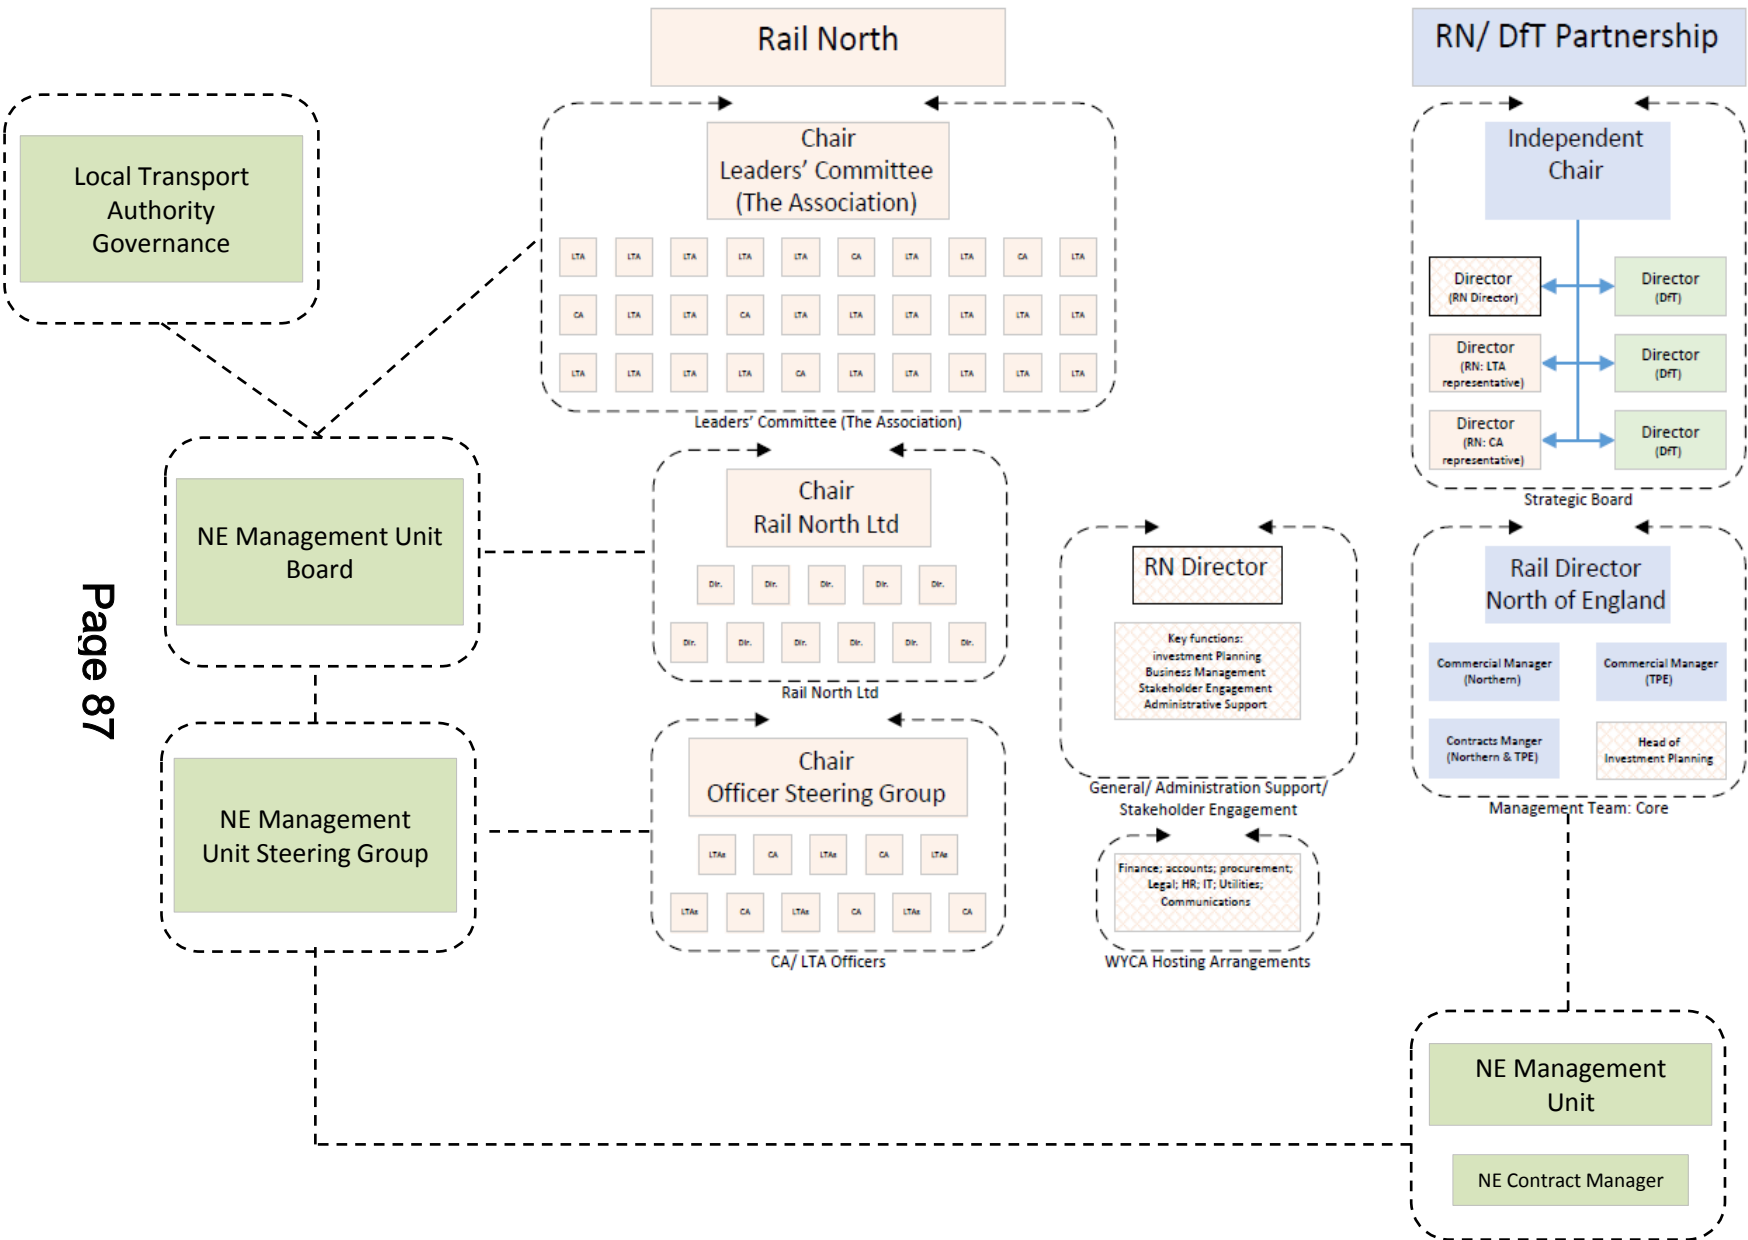 Rail North
RN/ DfT Partnership
Local Transport
Authority
Governance
Chair
Leaders' Committee
(The Association)
LTA LTA LTA LTA LTA CA LTA LTA CA LTA
CA LTA LTA CA LTA LTA LTA LTA LTA LTA
LTA LTA LTA LTA CA LTA LTA LTA LTA LTA
Leaders' Committee (The Association)
Independent
Chair
Director
(RN Director)
Director
(DfT)
Director
(RN: LTA
representative)
Director
(DfT)
Director
(RN: CA
representative)
Director
(DfT)
Strategic Board
NE Management Unit
Board
Chair
Rail North Ltd
Dir. Dir. Dir. Dir. Dir.
Dir. Dir. Dir. Dir. Dir. Dir.
Rail North Ltd
RN Director
Key functions:
investment Planning
Business Management
Stakeholder Engagement
Administrative Support
General/ Administration Support/
Stakeholder Engagement
Rail Director
North of England
Commercial Manager
(Northern)
Commercial Manager
(TPE)
Contracts Manger
(Northern & TPE)
Head of
Investment Planning
Management Team: Core
Page 87
NE Management
Unit Steering Group
Chair
Officer Steering Group
LTAs CA LTAs CA LTAs
LTAs CA LTAs CA LTAs CA
CA/ LTA Officers
Finance; accounts; procurement;
Legal; HR; IT; Utilities;
Communications
WYCA Hosting Arrangements
NE Management
Unit
NE Contract Manager